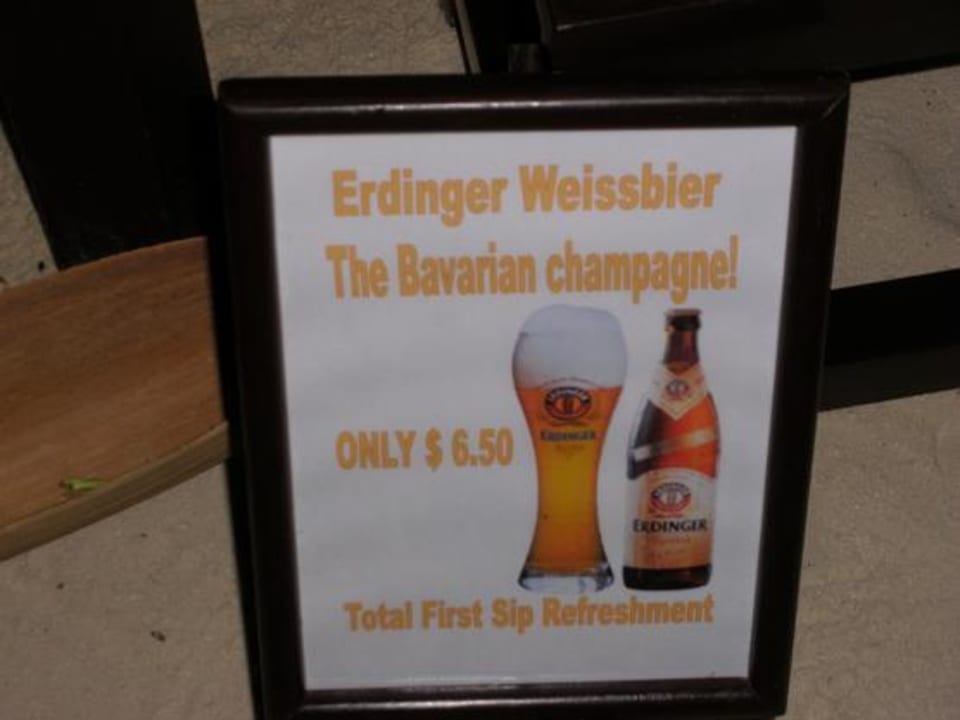 Erdinger Weissbier
The Bavarian champagne!
ONLY $ 6.50
ERDINGER
ERDINGER
Total First Sip Refreshment